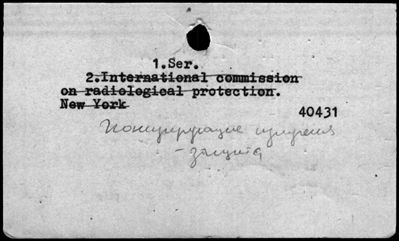 1.Ser.
2.International commission
on radiological protection.
New York
40431
Ионизирующие излучения
- защита